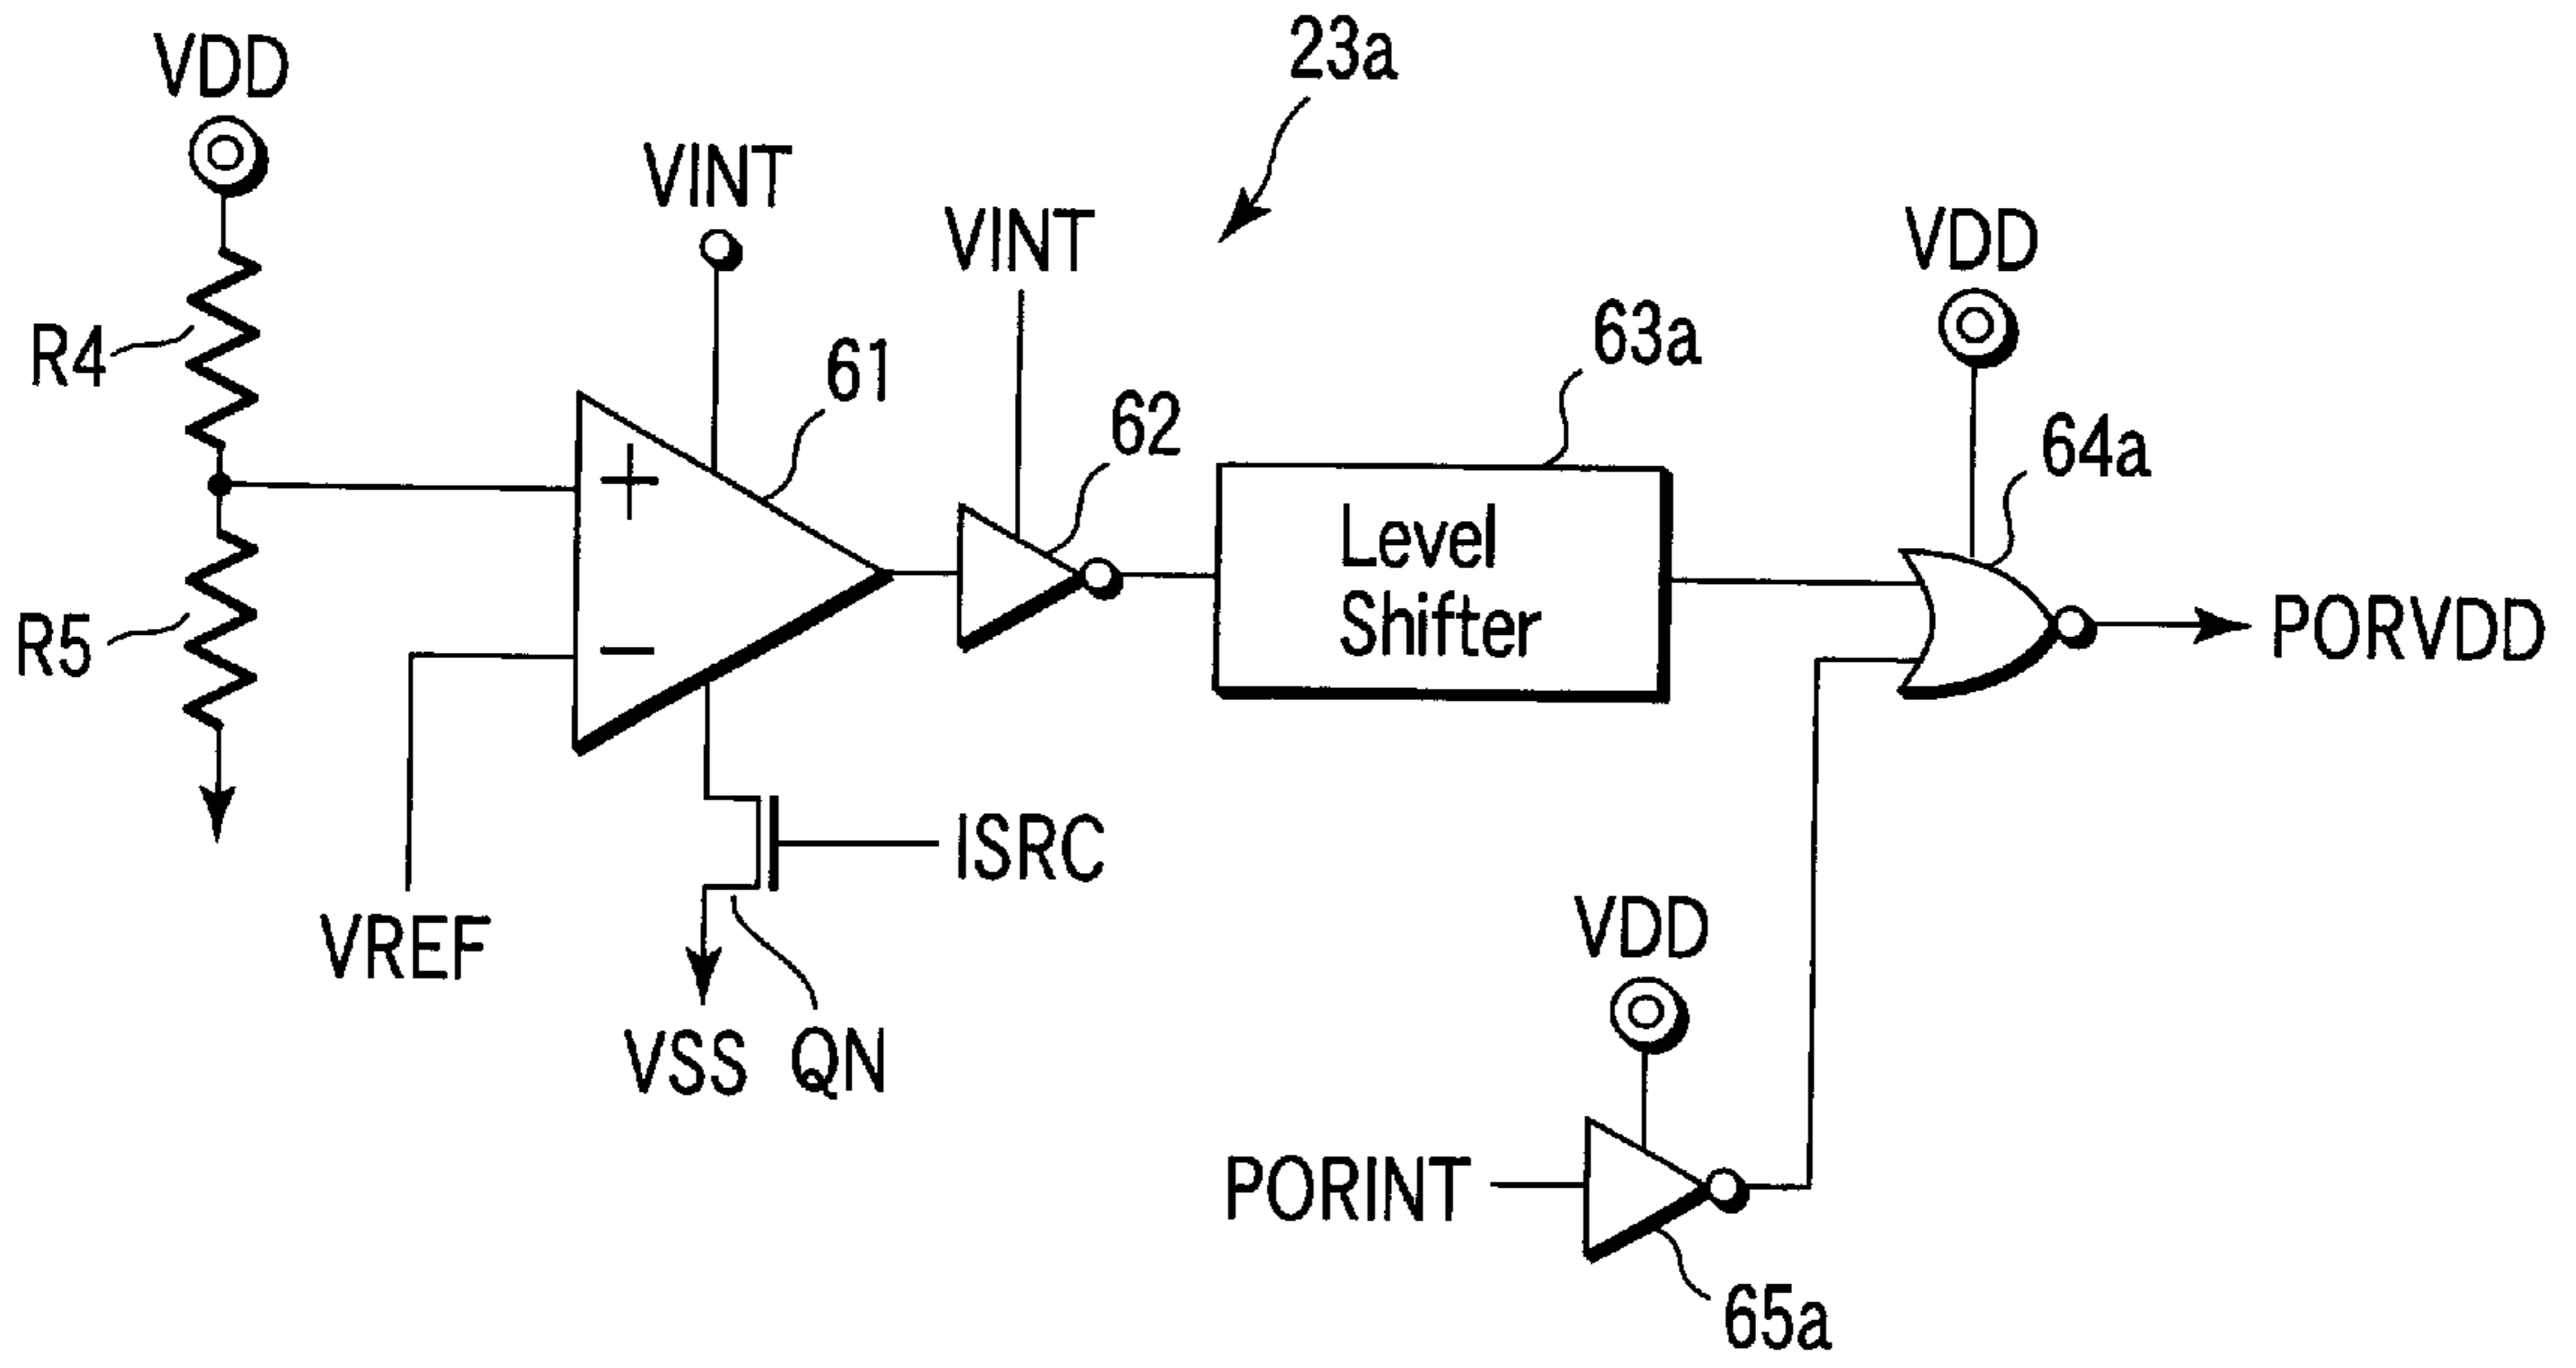 23a
VDD
VINT
VINT
VDD
R4
61
62
63a
64a
+
Level
Shifter
R5
−
PORVDD
ISRC
VREF
VSS
QN
VDD
PORINT
65a